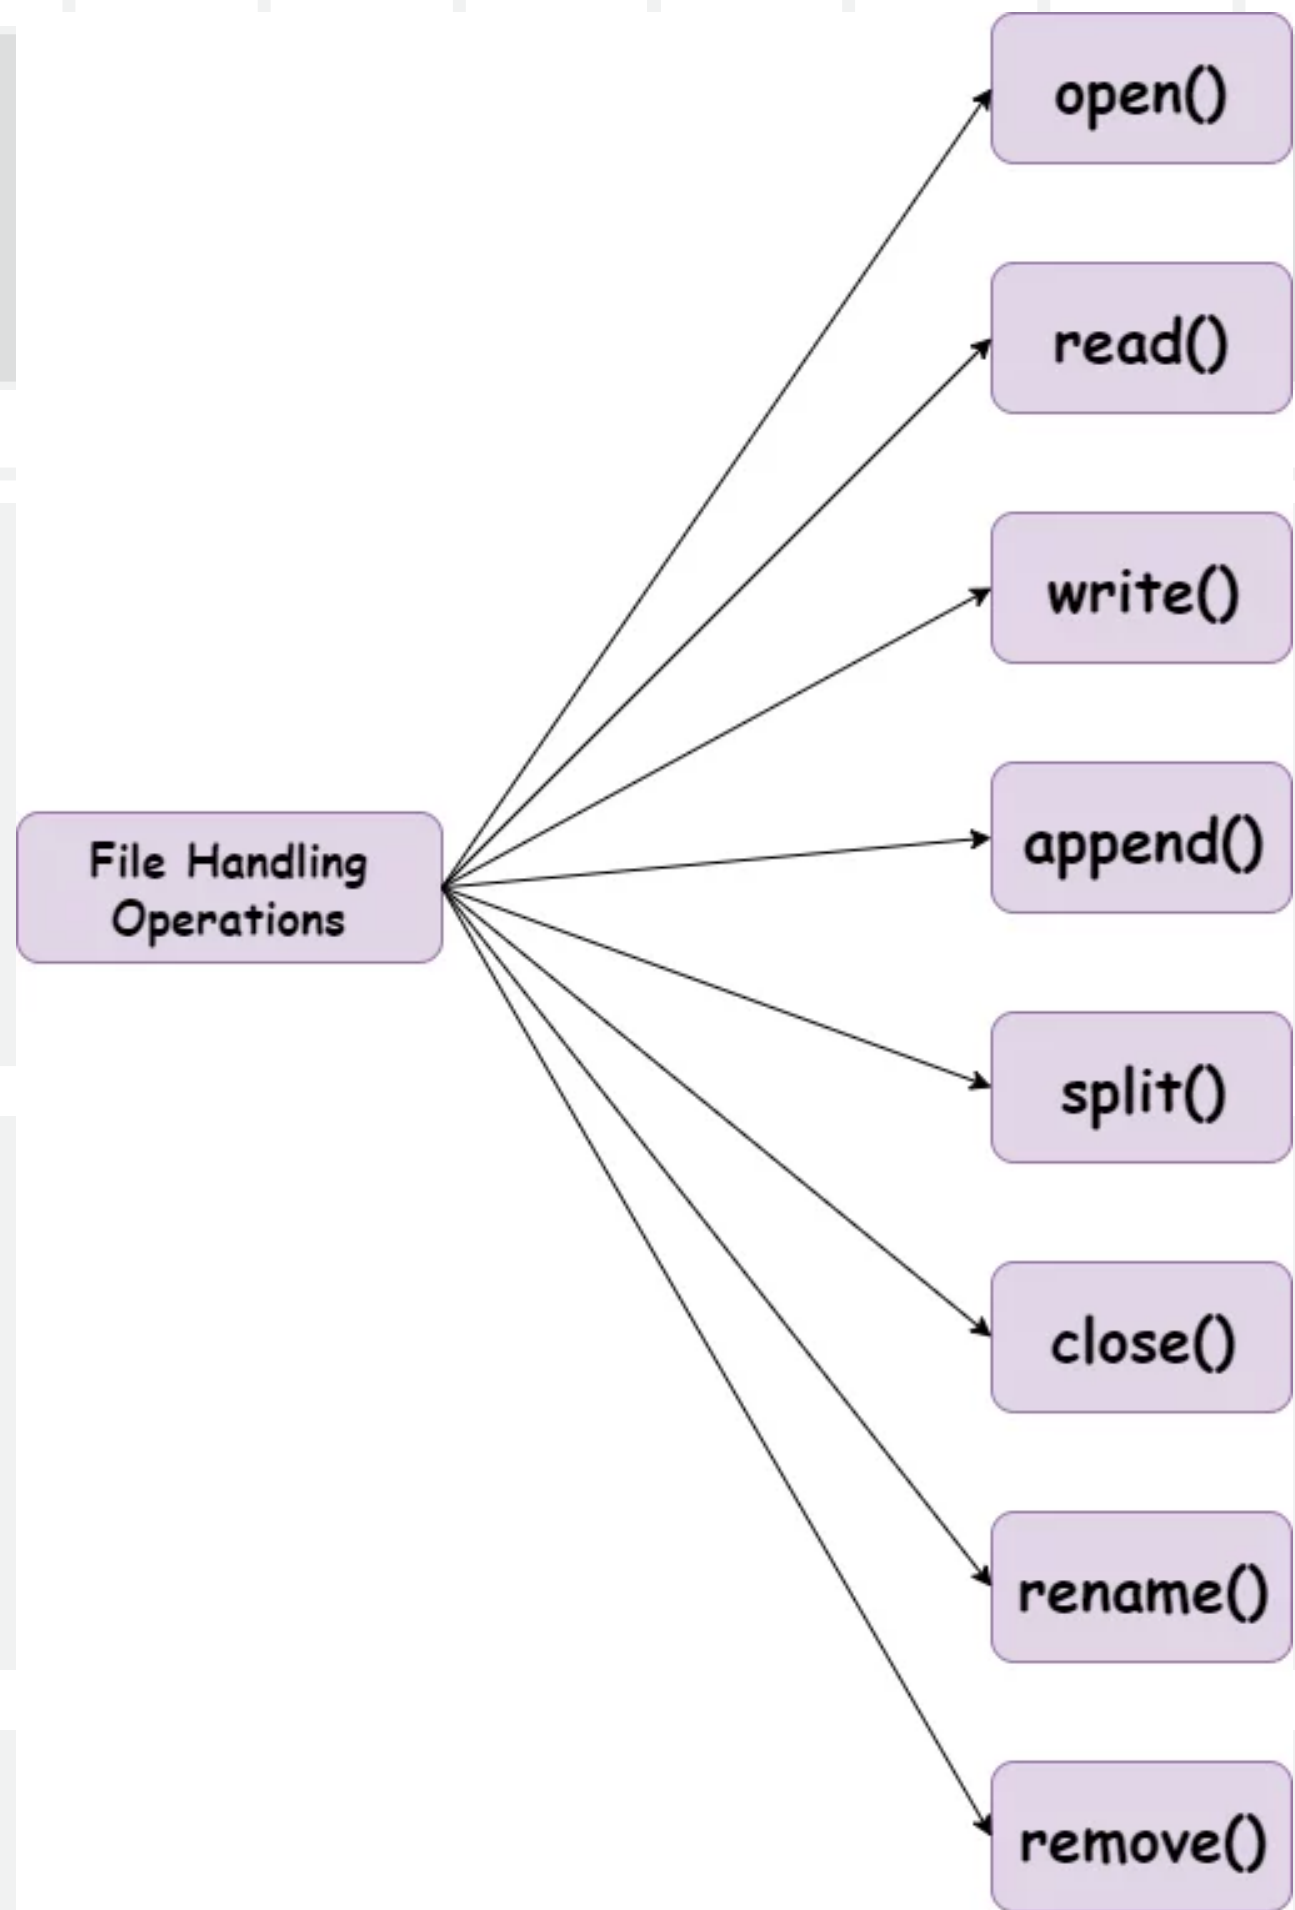 open()
read()
write()
append()
File Handling
Operations
split()
close()
rename()
remove()